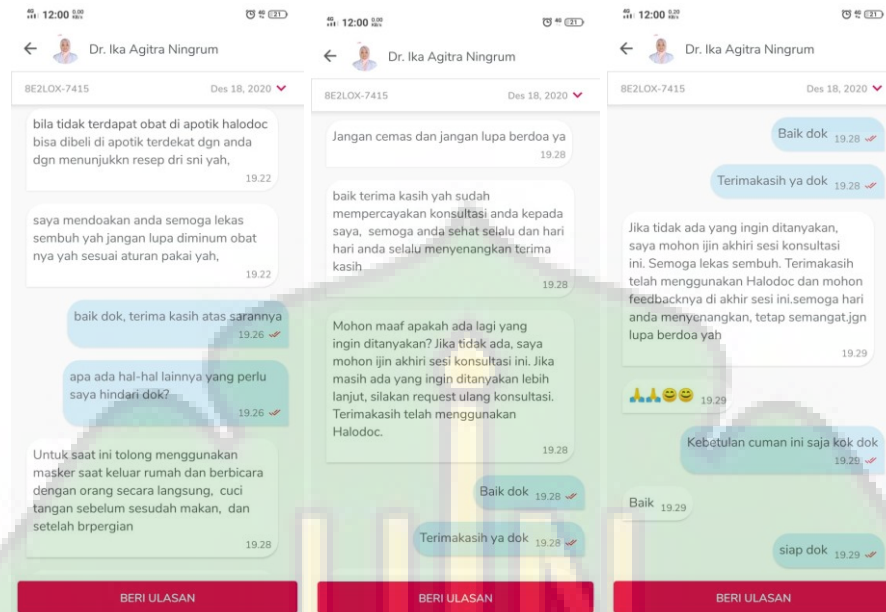 12:00
21
Dr. Ika Agitra Ningrum
8E2LOX-7415 Des 18, 2020
bila tidak terdapat obat di apotik halodoc
bisa dibeli di apotik terdekat dgn anda
dgn menunjukkn resep dri sni yah,
19.22
saya mendoakan anda semoga lekas
sembuh yah jangan lupa diminum obat
nya yah sesuai aturan pakai yah,
19.22
baik dok, terima kasih atas sarannya
19.26
apa ada hal-hal lainnya yang perlu
saya hindari dok?
19.26
Untuk saat ini tolong menggunakan
masker saat keluar rumah dan berbicara
dengan orang secara langsung, cuci
tangan sebelum sesudah makan, dan
setelah brpergian
19.28
BERI ULASAN
12:00
21
Dr. Ika Agitra Ningrum
8E2LOX-7415 Des 18, 2020
Jangan cemas dan jangan lupa berdoa ya
19.28
baik terima kasih yah sudah
mempercayakan konsultasi anda kepada
saya, semoga anda sehat selalu dan hari
hari anda selalu menyenangkan terima
kasih
19.28
Mohon maaf apakah ada lagi yang
ingin ditanyakan? Jika tidak ada, saya
mohon ijin akhiri sesi konsultasi ini. Jika
masih ada yang ingin ditanyakan lebih
lanjut, silakan request ulang konsultasi.
Terimakasih telah menggunakan
Halodoc.
19.28
Baik dok 19.28
Terimakasih ya dok 19.28
BERI ULASAN
12:00
21
Dr. Ika Agitra Ningrum
8E2LOX-7415 Des 18, 2020
Baik dok 19.28
Terimakasih ya dok 19.28
Jika tidak ada yang ingin ditanyakan,
saya mohon ijin akhiri sesi konsultasi
ini. Semoga lekas sembuh. Terimakasih
telah menggunakan Halodoc dan mohon
feedbacknya di akhir sesi ini.semoga hari
anda menyenangkan, tetap semangat.jgn
lupa berdoa yah
19.29
🙏🙏😊😊 19.29
Kebetulan cuman ini saja kok dok
19.29
Baik 19.29
siap dok 19.29
BERI ULASAN